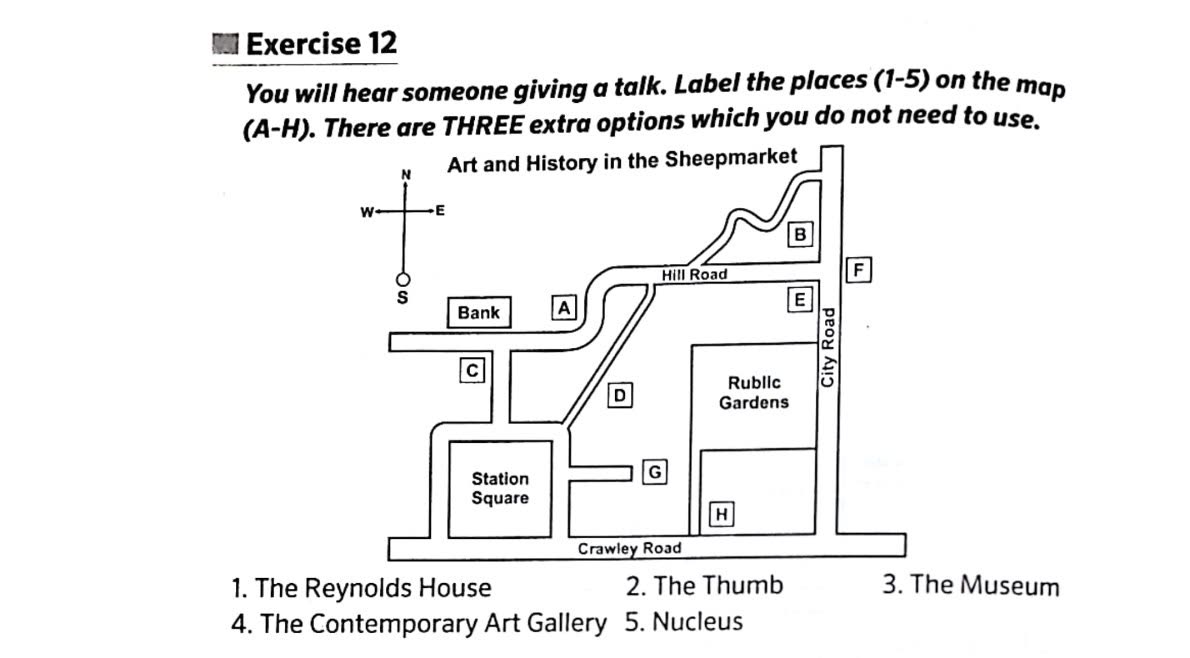 Exercise 12
You will hear someone giving a talk. Label the places (1-5) on the map
(A-H). There are THREE extra options which you do not need to use.
Art and History in the Sheepmarket
N
W
E
S
B
Hill Road
F
Bank
A
E
City Road
C
D
Rublic
Gardens
Station
Square
G
H
Crawley Road
1. The Reynolds House
2. The Thumb
3. The Museum
4. The Contemporary Art Gallery
5. Nucleus